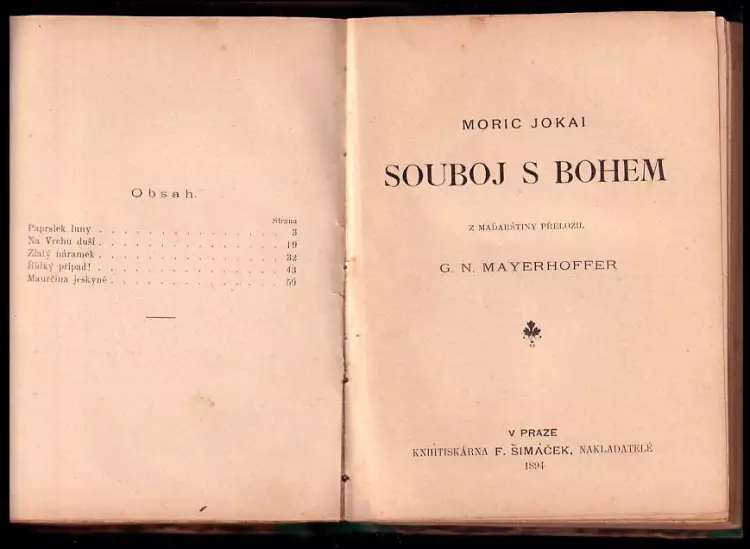 Obsah.
Strana
Paprslek luny . . . . . . . . . . . . 3
Na Vrchu duší . . . . . . . . . . . . 19
Zlatý náramek . . . . . . . . . . . . 32
Řídký případ! . . . . . . . . . . . . 43
Maurčina jeskyně . . . . . . . . . . . 59
MORIC JOKAI
SOUBOJ S BOHEM
Z MAĎARŠTINY PŘELOŽIL
G. N. MAYERHOFFER
V PRAZE
KNIHTISKÁRNA F. ŠIMÁČEK, NAKLADATELÉ
1894